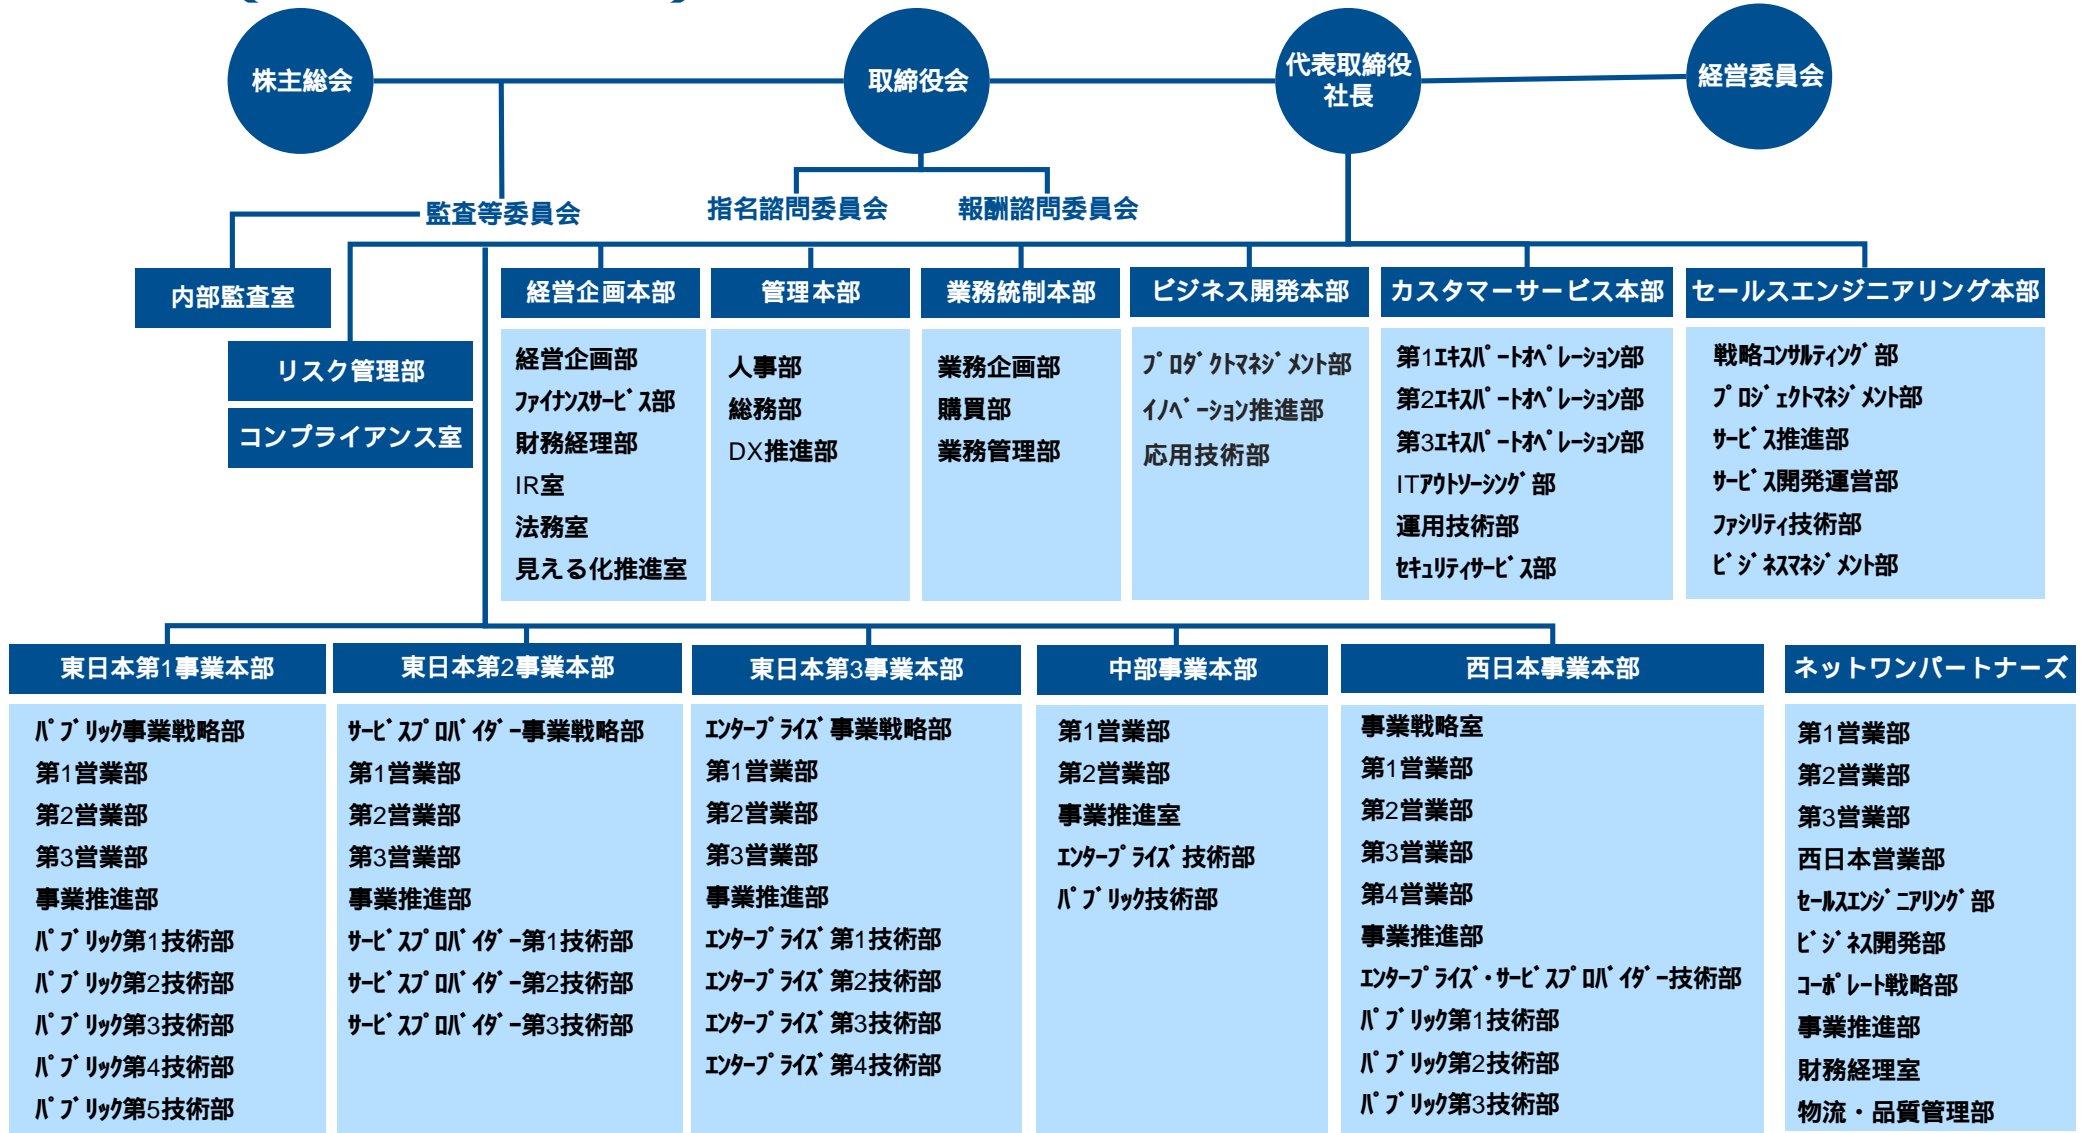 株主総会
取締役会
代表取締役
社長
経営委員会
監査等委員会
指名諮問委員会
報酬諮問委員会
内部監査室
リスク管理部
コンプライアンス室
経営企画本部
経営企画部
ﾌｧｲﾅﾝｽｻｰﾋﾞｽ部
財務経理部
IR室
法務室
見える化推進室
管理本部
人事部
総務部
DX推進部
業務統制本部
業務企画部
購買部
業務管理部
ビジネス開発本部
ﾌﾟﾛﾀﾞｸﾄﾏﾈｼﾞﾒﾝﾄ部
ｲﾉﾍﾞｰｼｮﾝ推進部
応用技術部
カスタマーサービス本部
第1ｴｷｽﾊﾟｰﾄｵﾍﾟﾚｰｼｮﾝ部
第2ｴｷｽﾊﾟｰﾄｵﾍﾟﾚｰｼｮﾝ部
第3ｴｷｽﾊﾟｰﾄｵﾍﾟﾚｰｼｮﾝ部
ITｱｳﾄｿｰｼﾝｸﾞ部
運用技術部
ｾｷｭﾘﾃｨｻｰﾋﾞｽ部
セールスエンジニアリング本部
戦略ｺﾝｻﾙﾃｨﾝｸﾞ部
ﾌﾟﾛｼﾞｪｸﾄﾏﾈｼﾞﾒﾝﾄ部
ｻｰﾋﾞｽ推進部
ｻｰﾋﾞｽ開発運営部
ﾌｧｼﾘﾃｨ技術部
ﾋﾞｼﾞﾈｽﾏﾈｼﾞﾒﾝﾄ部
東日本第1事業本部
ﾊﾟﾌﾞﾘｯｸ事業戦略部
第1営業部
第2営業部
第3営業部
事業推進部
ﾊﾟﾌﾞﾘｯｸ第1技術部
ﾊﾟﾌﾞﾘｯｸ第2技術部
ﾊﾟﾌﾞﾘｯｸ第3技術部
ﾊﾟﾌﾞﾘｯｸ第4技術部
ﾊﾟﾌﾞﾘｯｸ第5技術部
東日本第2事業本部
ｻｰﾋﾞｽﾌﾟﾛﾊﾞｲﾀﾞｰ事業戦略部
第1営業部
第2営業部
第3営業部
事業推進部
ｻｰﾋﾞｽﾌﾟﾛﾊﾞｲﾀﾞｰ第1技術部
ｻｰﾋﾞｽﾌﾟﾛﾊﾞｲﾀﾞｰ第2技術部
ｻｰﾋﾞｽﾌﾟﾛﾊﾞｲﾀﾞｰ第3技術部
東日本第3事業本部
ｴﾝﾀｰﾌﾟﾗｲｽﾞ事業戦略部
第1営業部
第2営業部
第3営業部
事業推進部
ｴﾝﾀｰﾌﾟﾗｲｽﾞ第1技術部
ｴﾝﾀｰﾌﾟﾗｲｽﾞ第2技術部
ｴﾝﾀｰﾌﾟﾗｲｽﾞ第3技術部
ｴﾝﾀｰﾌﾟﾗｲｽﾞ第4技術部
中部事業本部
第1営業部
第2営業部
事業推進室
ｴﾝﾀｰﾌﾟﾗｲｽﾞ技術部
ﾊﾟﾌﾞﾘｯｸ技術部
西日本事業本部
事業戦略室
第1営業部
第2営業部
第3営業部
第4営業部
事業推進部
ｴﾝﾀｰﾌﾟﾗｲｽﾞ･ｻｰﾋﾞｽﾌﾟﾛﾊﾞｲﾀﾞｰ技術部
ﾊﾟﾌﾞﾘｯｸ第1技術部
ﾊﾟﾌﾞﾘｯｸ第2技術部
ﾊﾟﾌﾞﾘｯｸ第3技術部
ネットワンパートナーズ
第1営業部
第2営業部
第3営業部
西日本営業部
ｾｰﾙｽｴﾝｼﾞﾆｱﾘﾝｸﾞ部
ﾋﾞｼﾞﾈｽ開発部
ｺｰﾎﾟﾚｰﾄ戦略部
事業推進部
財務経理室
物流・品質管理部